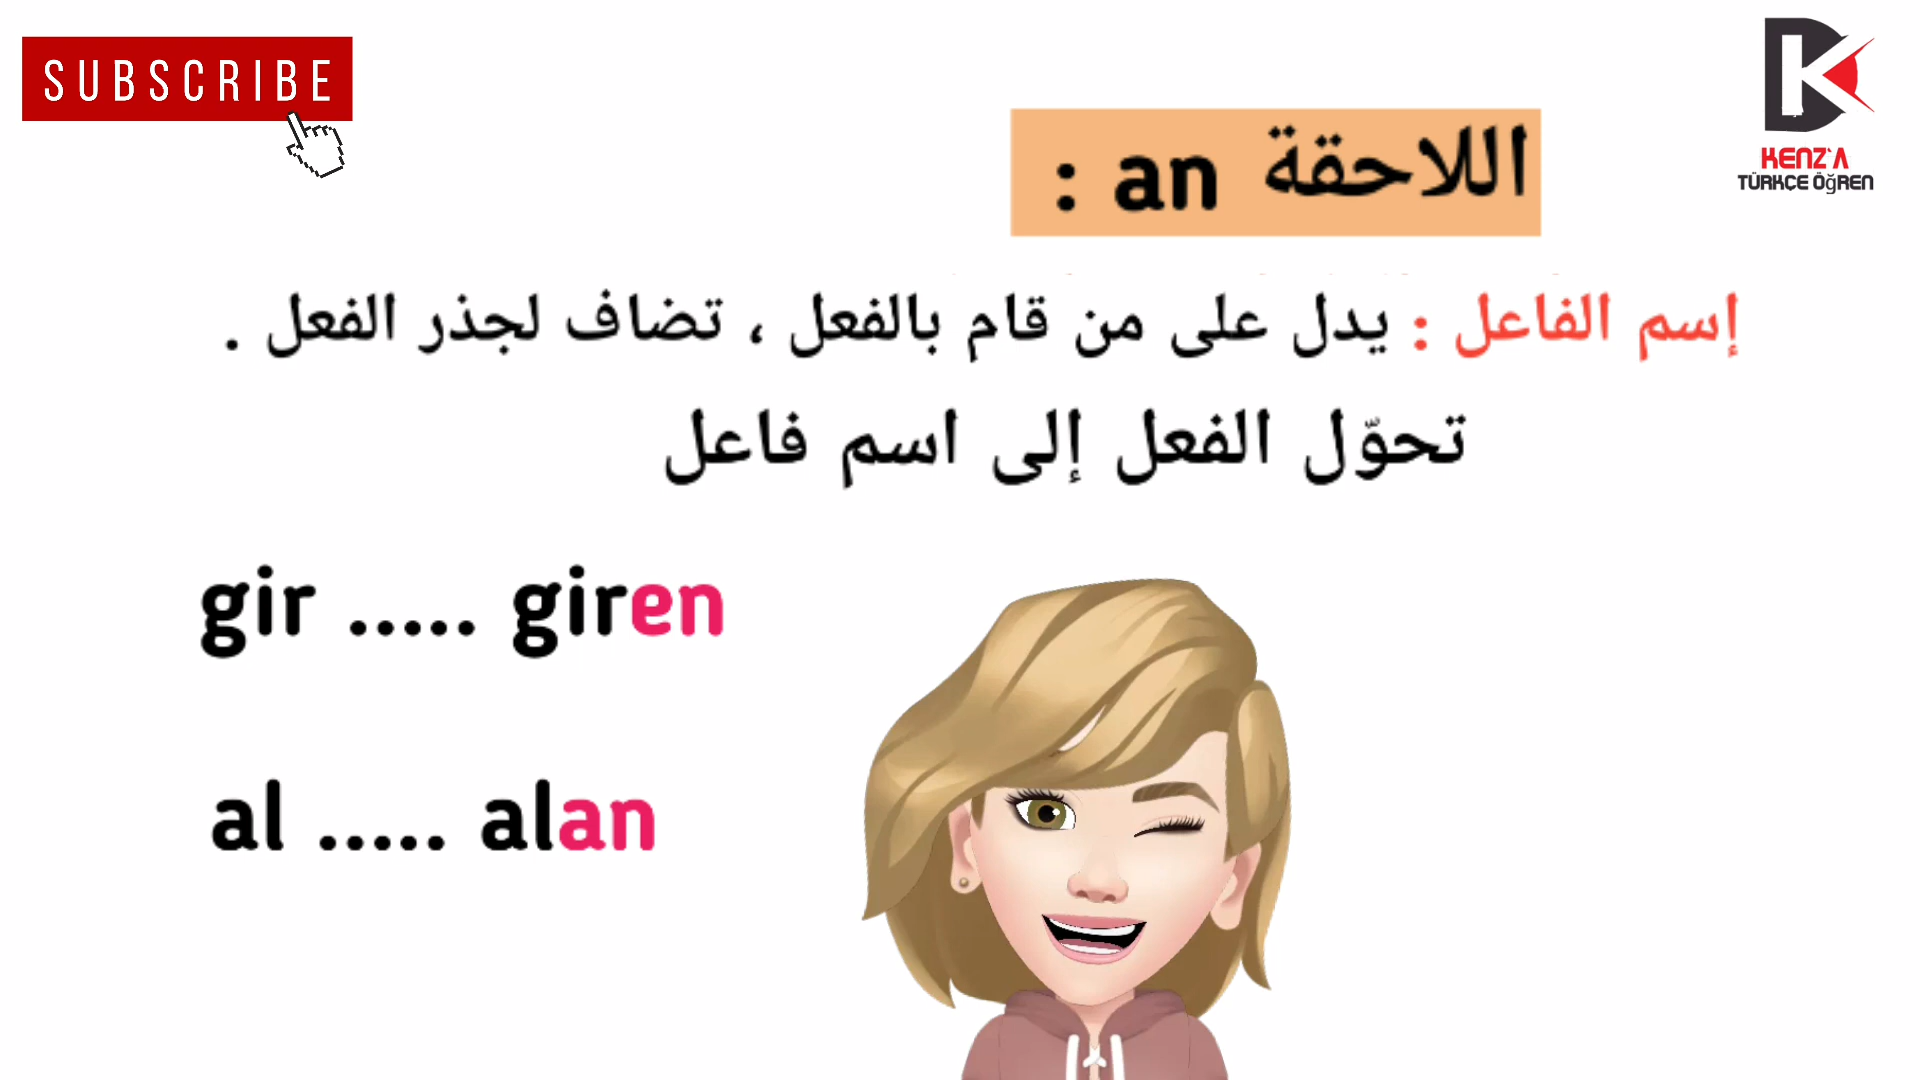 SUBSCRIBE
KENZ'A
TÜRKÇE ÖğREN
اللاحقة an :
إسم الفاعل : يدل على من قام بالفعل ، تضاف لجذر الفعل .
تحوّل الفعل إلى اسم فاعل
gir ..... giren
al ..... alan